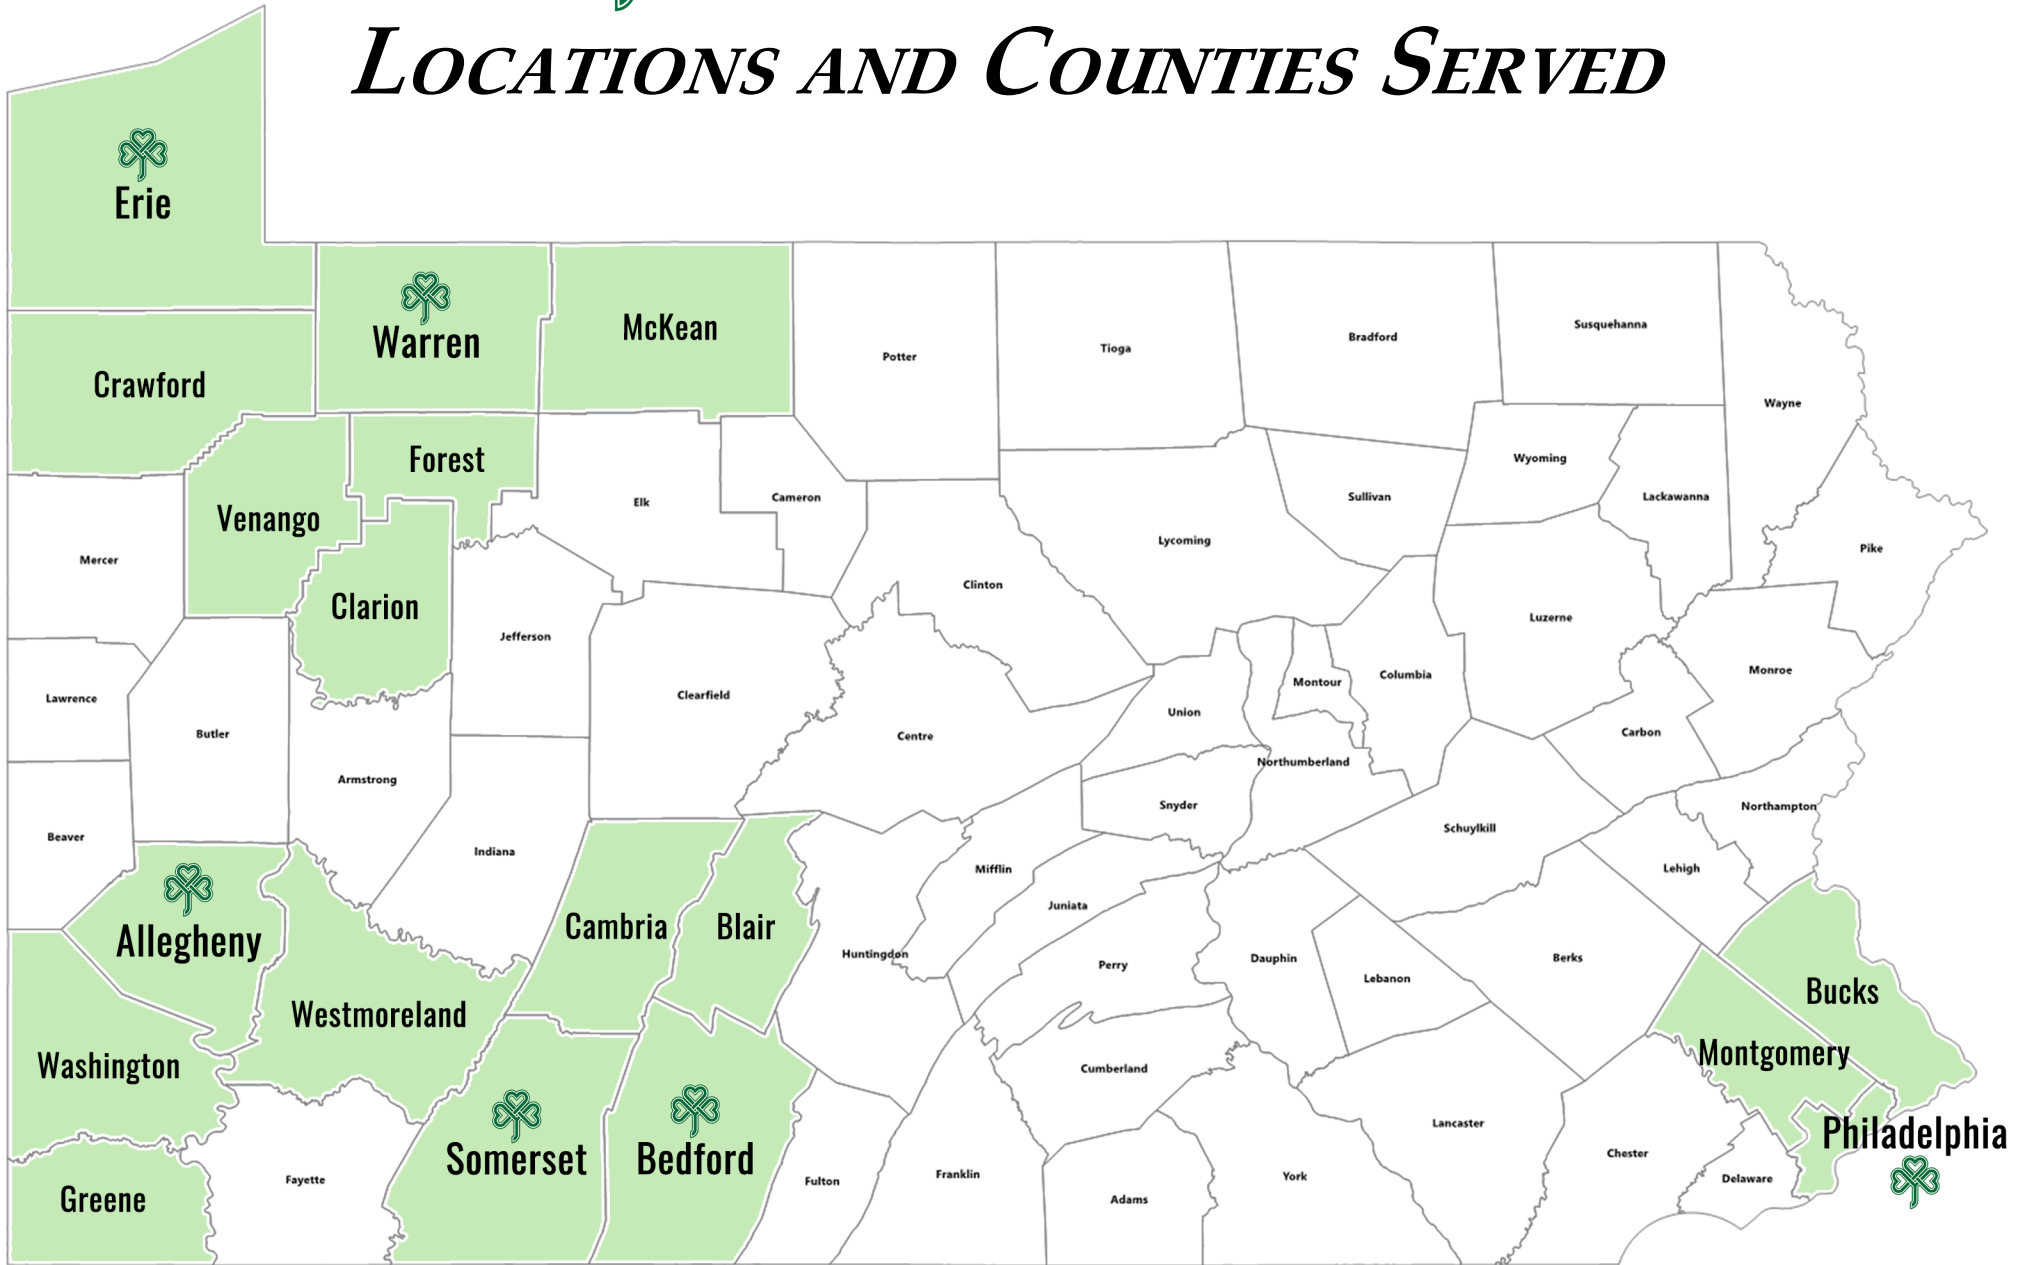 LOCATIONS AND COUNTIES SERVED
Erie
Warren
McKean
Crawford
Potter
Tioga
Bradford
Susquehanna
Wayne
Forest
Venango
Elk
Cameron
Wyoming
Sullivan
Lackawanna
Pike
Lycoming
Mercer
Clarion
Clinton
Luzerne
Jefferson
Monroe
Montour
Columbia
Lawrence
Clearfield
Union
Butler
Centre
Carbon
Northumberland
Armstrong
Snyder
Northampton
Schuylkill
Beaver
Indiana
Mifflin
Lehigh
Juniata
Allegheny
Cambria
Blair
Huntingdon
Perry
Dauphin
Berks
Lebanon
Bucks
Westmoreland
Montgomery
Washington
Cumberland
Lancaster
Philadelphia
Somerset
Bedford
Chester
Greene
Fayette
Fulton
Franklin
York
Delaware
Adams